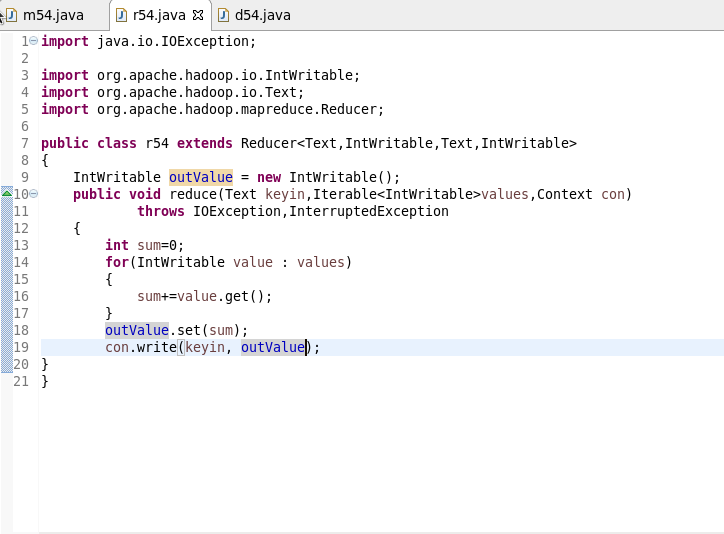 m54.java r54.java d54.java
1 import java.io.IOException;
2
3 import org.apache.hadoop.io.IntWritable;
4 import org.apache.hadoop.io.Text;
5 import org.apache.hadoop.mapreduce.Reducer;
6
7 public class r54 extends Reducer<Text,IntWritable,Text,IntWritable>
8 {
9     IntWritable outValue = new IntWritable();
10     public void reduce(Text keyin,Iterable<IntWritable>values,Context con)
11             throws IOException,InterruptedException
12     {
13         int sum=0;
14         for(IntWritable value : values)
15         {
16             sum+=value.get();
17         }
18         outValue.set(sum);
19         con.write(keyin, outValue);
20 }
21 }